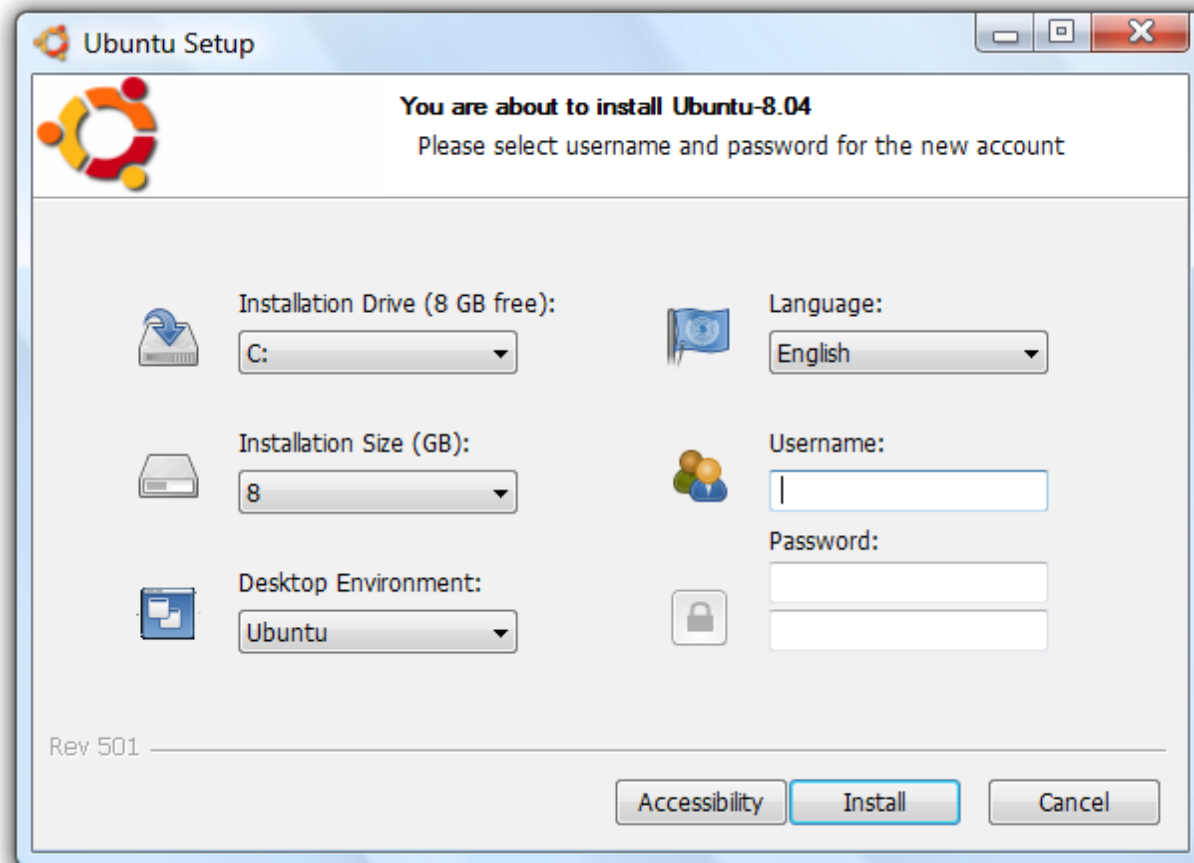 Ubuntu Setup
You are about to install Ubuntu-8.04
Please select username and password for the new account
Installation Drive (8 GB free):
C:
Language:
English
Installation Size (GB):
8
Username:
Password:
Desktop Environment:
Ubuntu
Rev 501
Accessibility
Install
Cancel